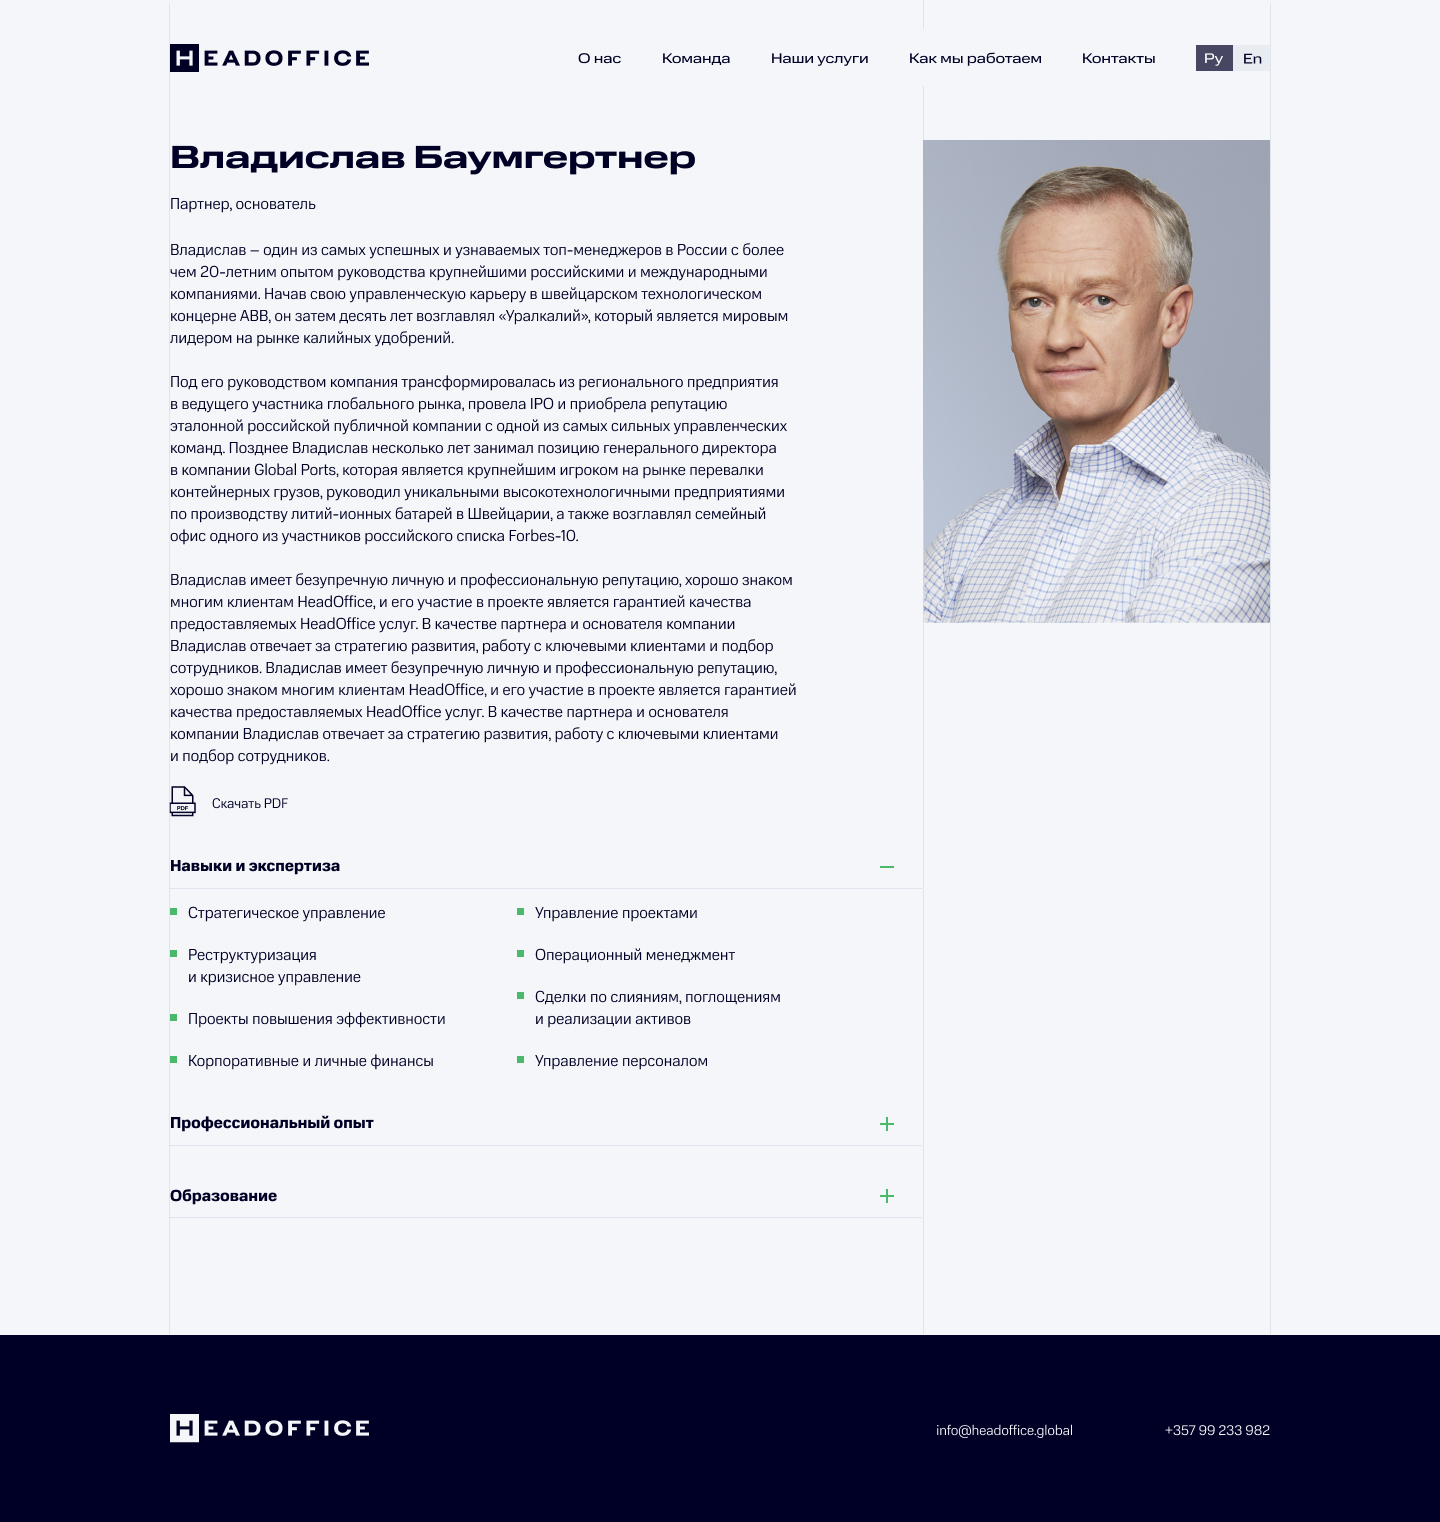 HEADOFFICE
О нас Команда Наши услуги Как мы работаем Контакты Ру En
Владислав Баумгертнер
Партнер, основатель
Владислав – один из самых успешных и узнаваемых топ-менеджеров в России с более
чем 20-летним опытом руководства крупнейшими российскими и международными
компаниями. Начав свою управленческую карьеру в швейцарском технологическом
концерне ABB, он затем десять лет возглавлял «Уралкалий», который является мировым
лидером на рынке калийных удобрений.
Под его руководством компания трансформировалась из регионального предприятия
в ведущего участника глобального рынка, провела IPO и приобрела репутацию
эталонной российской публичной компании с одной из самых сильных управленческих
команд. Позднее Владислав несколько лет занимал позицию генерального директора
в компании Global Ports, которая является крупнейшим игроком на рынке перевалки
контейнерных грузов, руководил уникальными высокотехнологичными предприятиями
по производству литий-ионных батарей в Швейцарии, а также возглавлял семейный
офис одного из участников российского списка Forbes-10.
Владислав имеет безупречную личную и профессиональную репутацию, хорошо знаком
многим клиентам HeadOffice, и его участие в проекте является гарантией качества
предоставляемых HeadOffice услуг. В качестве партнера и основателя компании
Владислав отвечает за стратегию развития, работу с ключевыми клиентами и подбор
сотрудников. Владислав имеет безупречную личную и профессиональную репутацию,
хорошо знаком многим клиентам HeadOffice, и его участие в проекте является гарантией
качества предоставляемых HeadOffice услуг. В качестве партнера и основателя
компании Владислав отвечает за стратегию развития, работу с ключевыми клиентами
и подбор сотрудников.
PDF Скачать PDF
Навыки и экспертиза
Стратегическое управление
Реструктуризация
и кризисное управление
Проекты повышения эффективности
Корпоративные и личные финансы
Управление проектами
Операционный менеджмент
Сделки по слияниям, поглощениям
и реализации активов
Управление персоналом
Профессиональный опыт
Образование
HEADOFFICE
info@headoffice.global +357 99 233 982